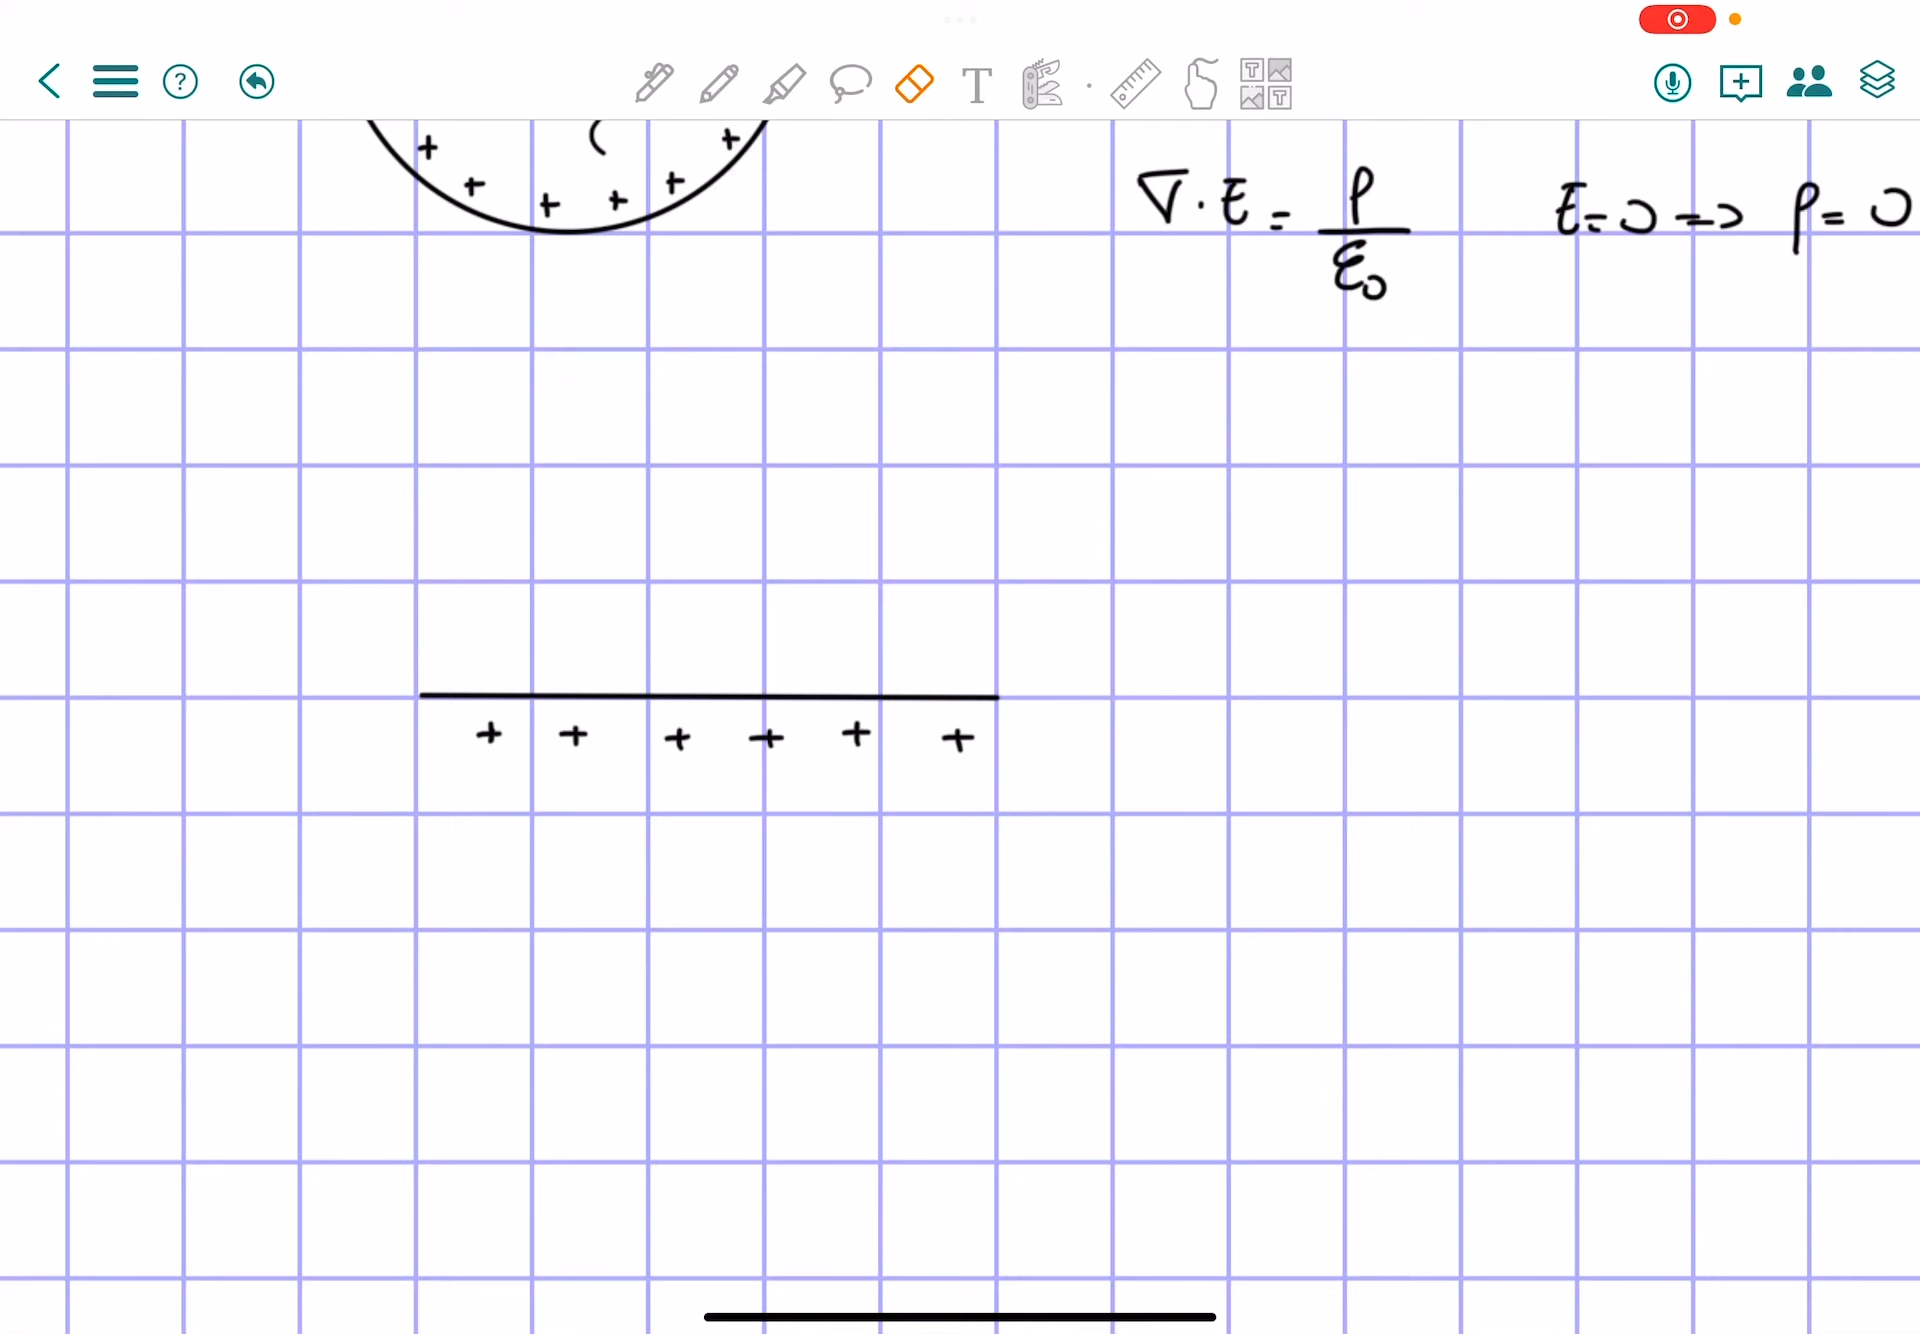 + + + + + +
∇ · E = ρ / ε₀
E = 0 => ρ = 0
+ + + + + +